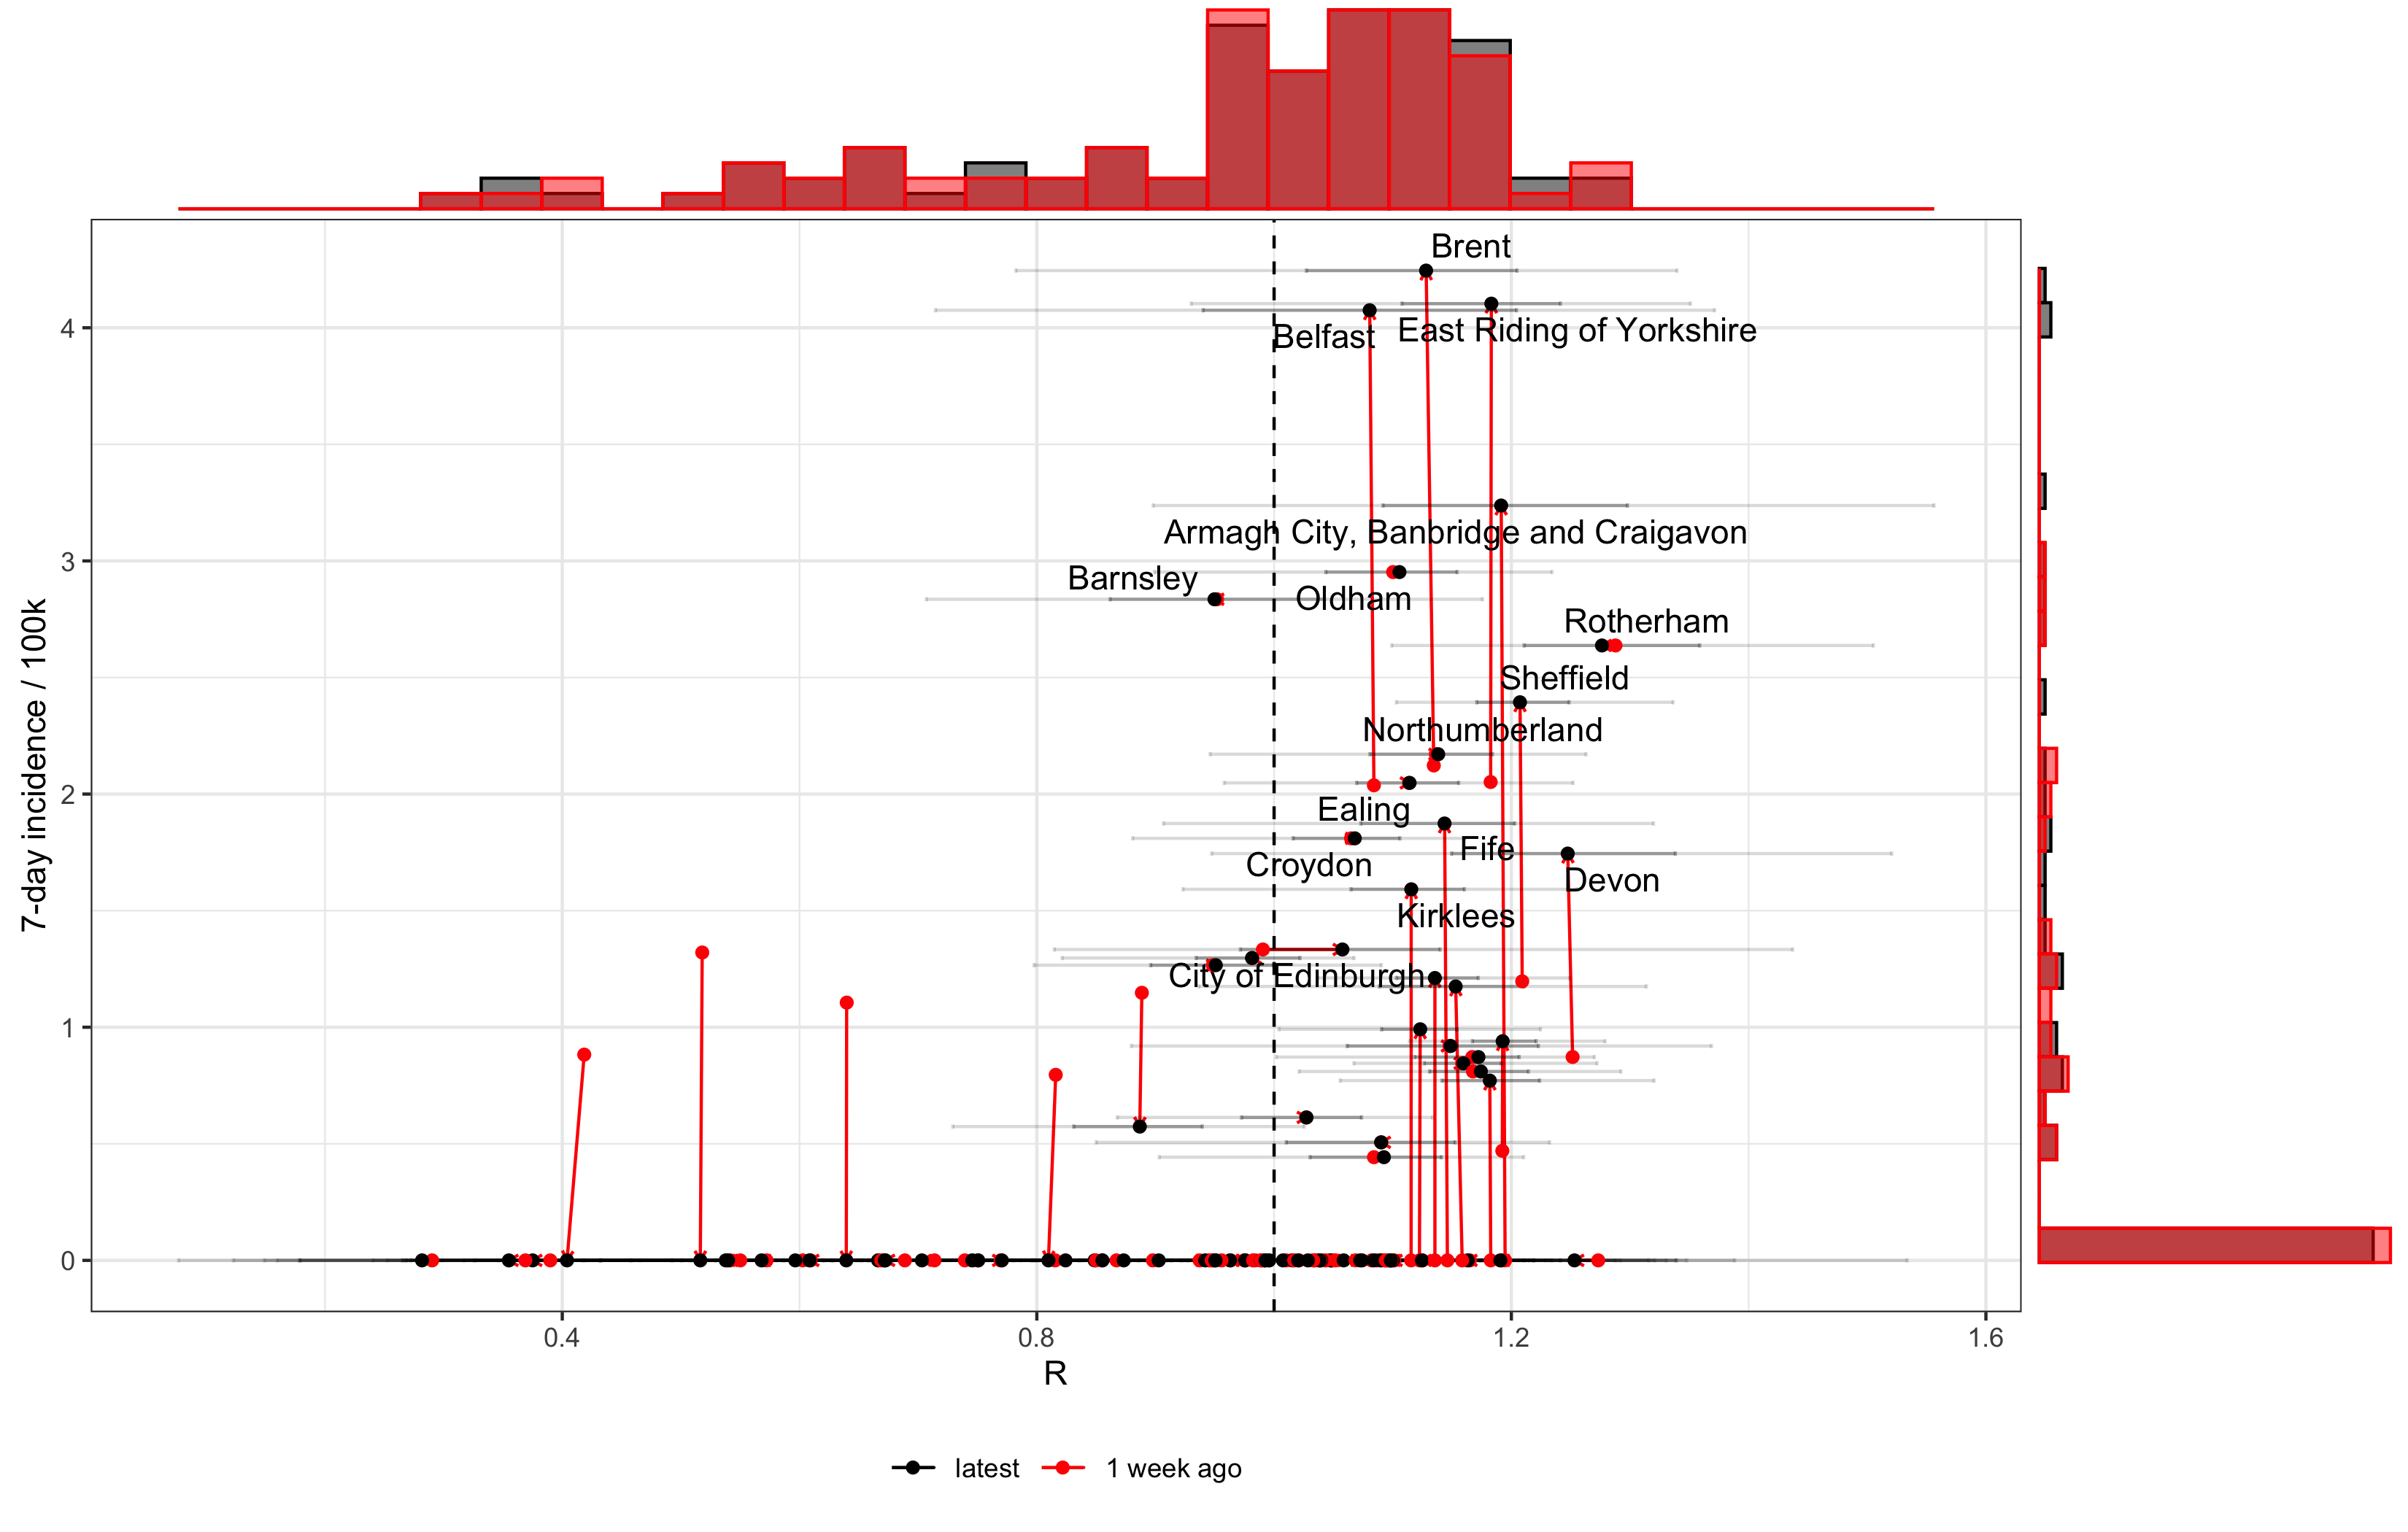 Brent
East Riding of Yorkshire
Belfast
Armagh City, Banbridge and Craigavon
Barnsley
Oldham
Rotherham
Sheffield
Northumberland
Ealing
Fife
Croydon
Devon
Kirklees
City of Edinburgh
4
3
2
1
0
7-day incidence / 100k
0.4 0.8 1.2 1.6
R
latest 1 week ago